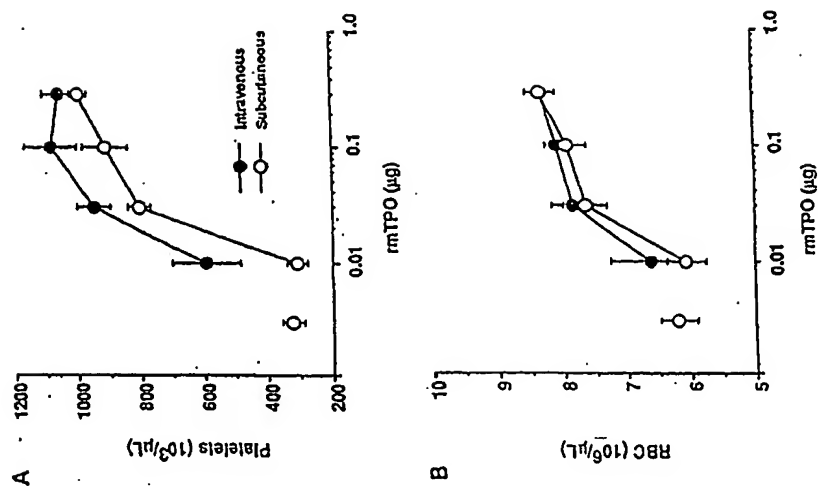 A
Platelets (10³/µL)
1200
1000
800
600
400
200
0.01
0.1
1.0
rmTPO (µg)
Intravenous
Subcutaneous
B
RBC (10⁶/µL)
10
9
8
7
6
5
0.01
0.1
1.0
rmTPO (µg)